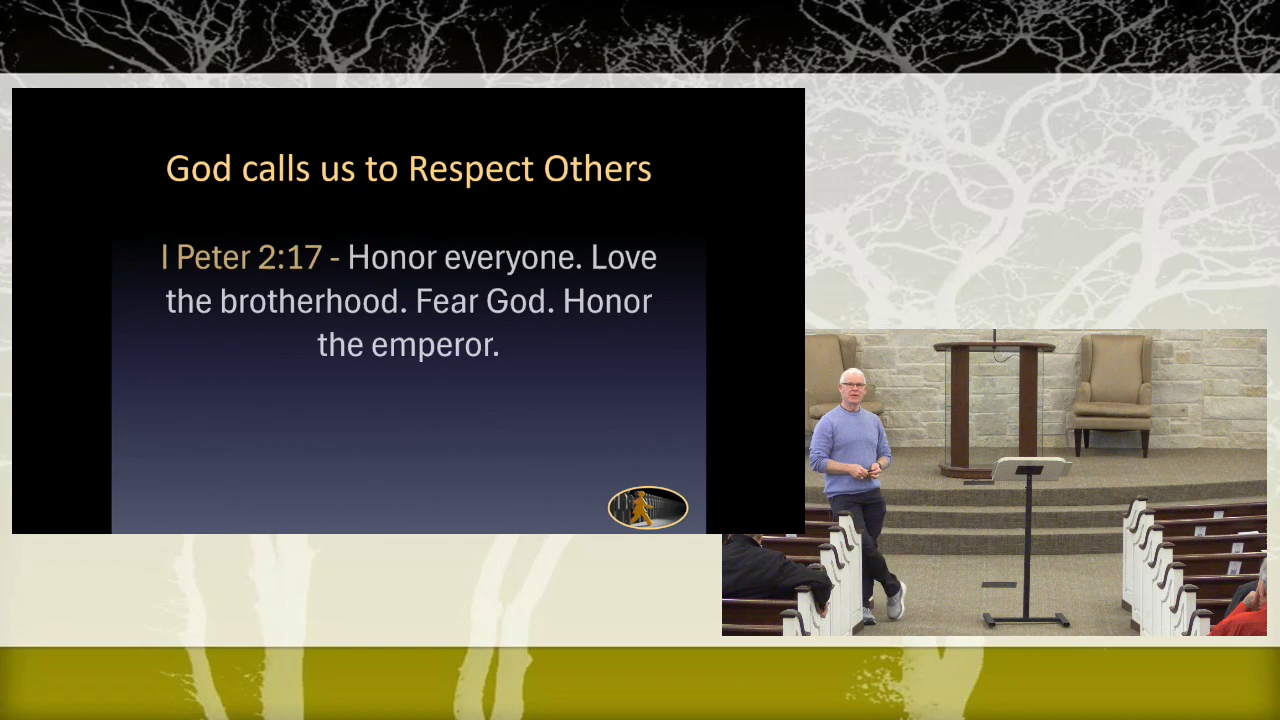 God calls us to Respect Others
I Peter 2:17 - Honor everyone. Love
the brotherhood. Fear God. Honor
the emperor.